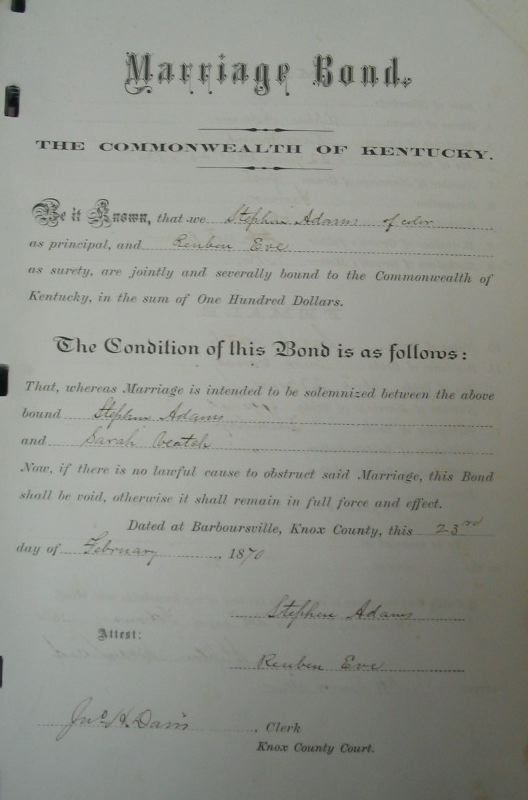 Marriage Bond.
THE COMMONWEALTH OF KENTUCKY.
Be it Known, that we Stephen Adams of color
as principal, and Reuben Eve
as surety, are jointly and severally bound to the Commonwealth of
Kentucky, in the sum of One Hundred Dollars.
The Condition of this Bond is as follows:
That, whereas Marriage is intended to be solemnized between the above
bound Stephen Adams
and Sarah Veatch
Now, if there is no lawful cause to obstruct said Marriage, this Bond
shall be void, otherwise it shall remain in full force and effect.
Dated at Barboursville, Knox County, this 23rd
day of February, 1870
Stephen Adams
Attest:
Reuben Eve
Jno. H. Davis, Clerk
Knox County Court.